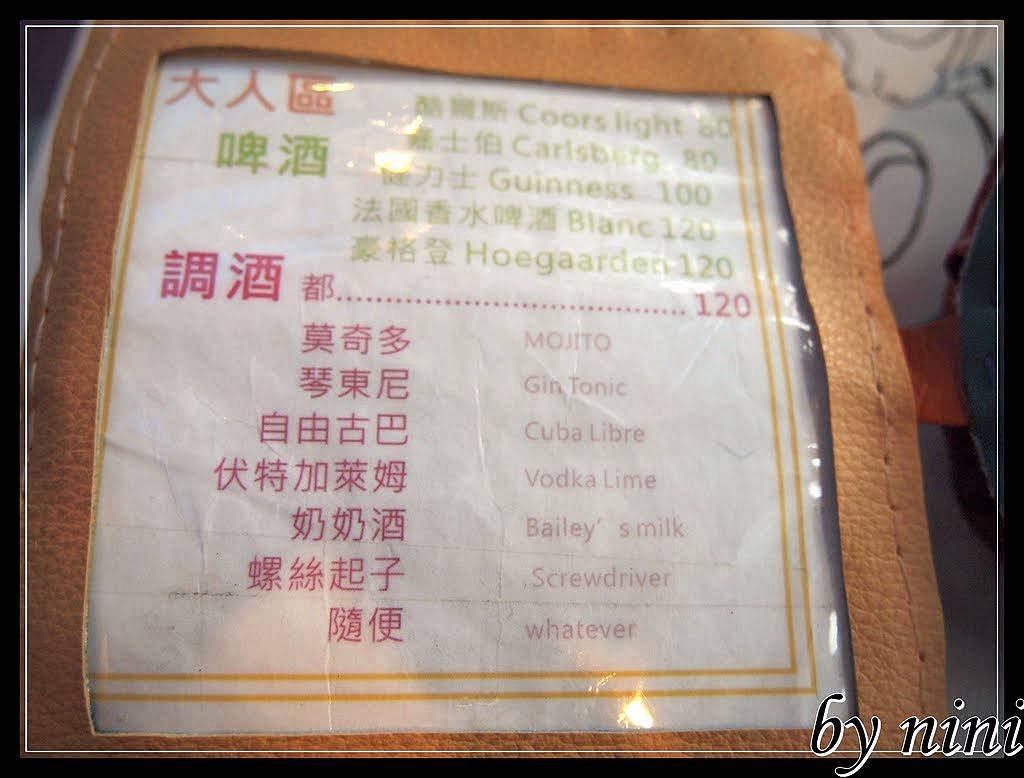 大人區
啤酒
酷爾斯 Coors light 80
嘉士伯 Carlsberg 80
健力士 Guinness 100
法國香水啤酒 Blanc 120
豪格登 Hoegaarden 120
調酒 都...................................... 120
莫奇多 MOJITO
琴東尼 Gin Tonic
自由古巴 Cuba Libre
伏特加萊姆 Vodka Lime
奶奶酒 Bailey’s milk
螺絲起子 Screwdriver
隨便 whatever
by nini